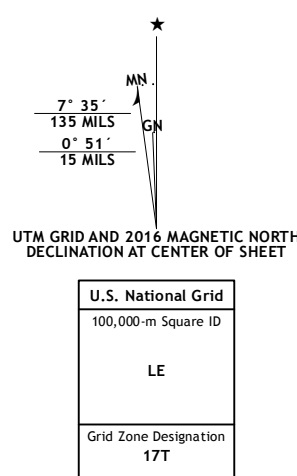 MN
7° 35´
135 MILS
GN
0° 51´
15 MILS
UTM GRID AND 2016 MAGNETIC NORTH
DECLINATION AT CENTER OF SHEET
U.S. National Grid
100,000-m Square ID
LE
Grid Zone Designation
17T